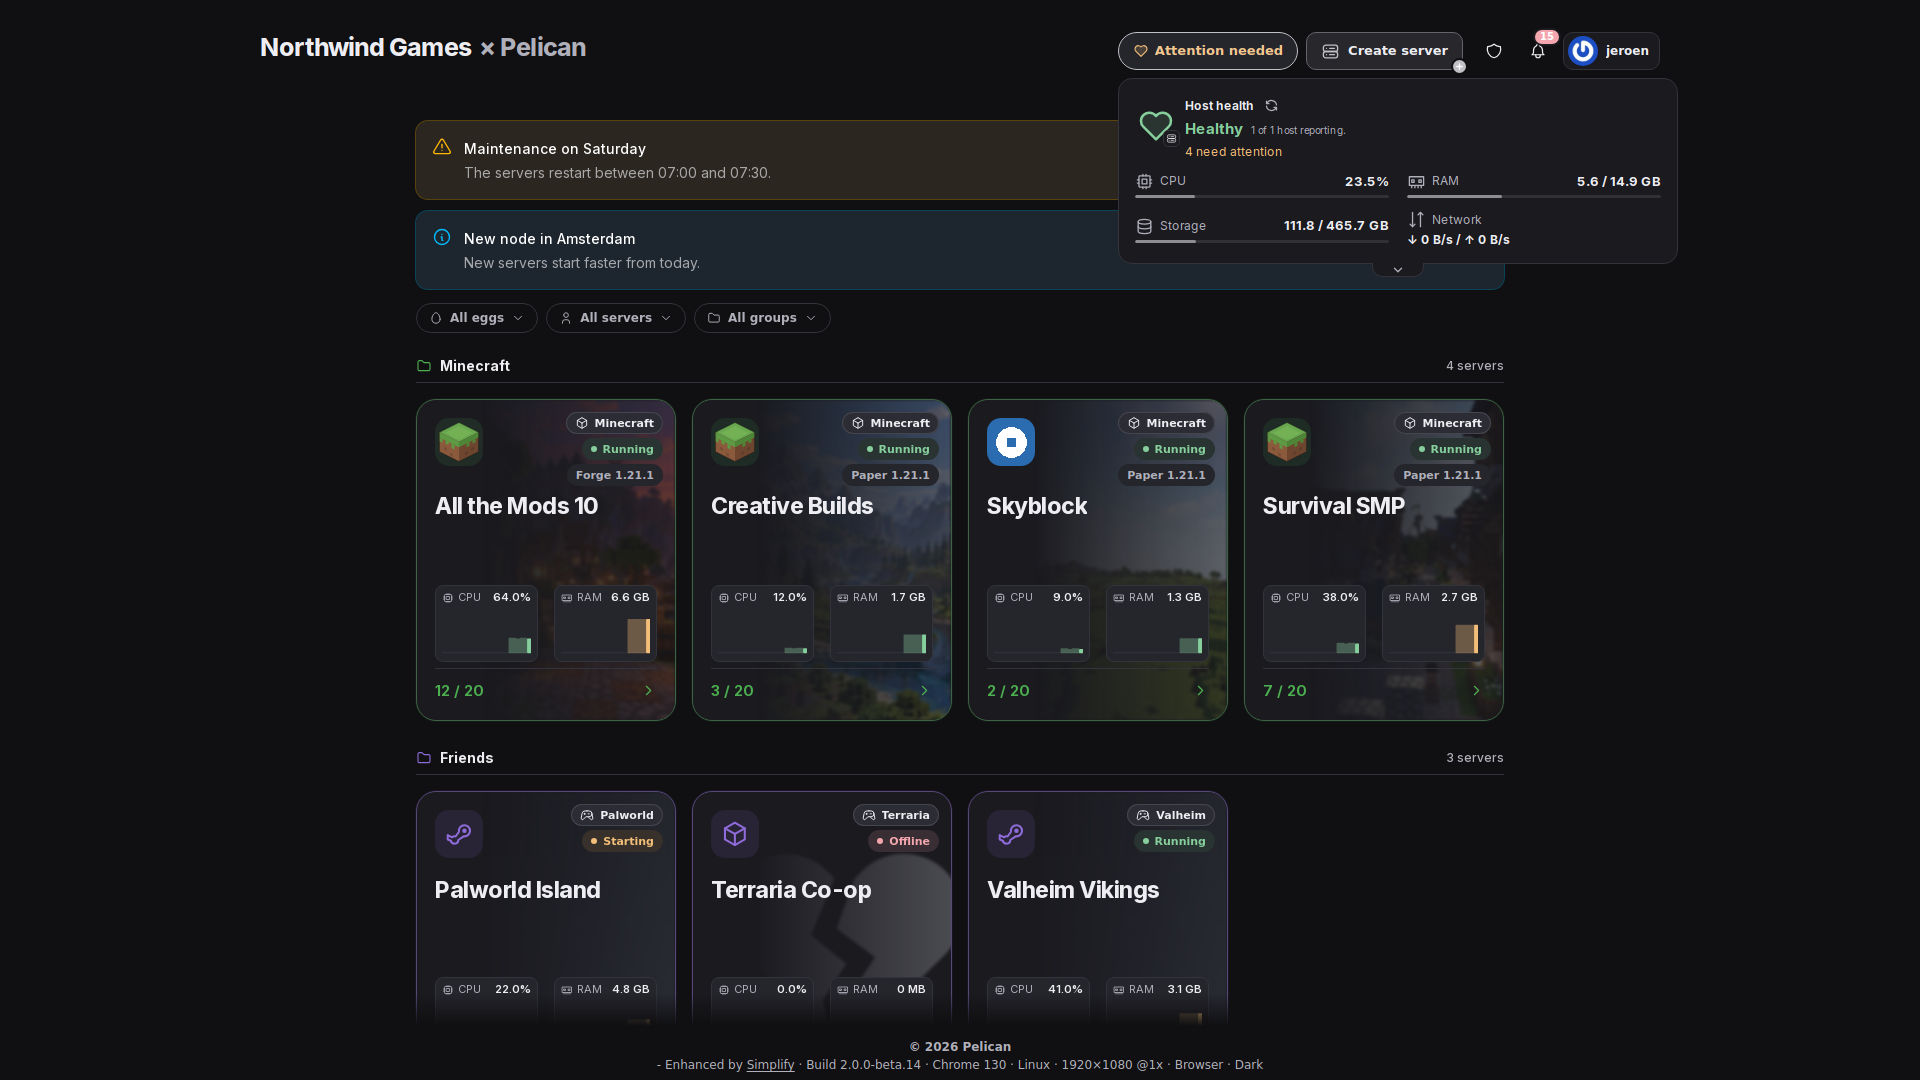 Northwind Games × Pelican
Attention needed
Create server
15
jeroen
Host health
Healthy 1 of 1 host reporting.
4 need attention
CPU 23.5%
RAM 5.6 / 14.9 GB
Storage 111.8 / 465.7 GB
Network
↓ 0 B/s / ↑ 0 B/s
Maintenance on Saturday
The servers restart between 07:00 and 07:30.
New node in Amsterdam
New servers start faster from today.
All eggs
All servers
All groups
Minecraft
4 servers
Minecraft
Running
Forge 1.21.1
All the Mods 10
CPU 64.0%
RAM 6.6 GB
12 / 20
Minecraft
Running
Paper 1.21.1
Creative Builds
CPU 12.0%
RAM 1.7 GB
3 / 20
Minecraft
Running
Paper 1.21.1
Skyblock
CPU 9.0%
RAM 1.3 GB
2 / 20
Minecraft
Running
Paper 1.21.1
Survival SMP
CPU 38.0%
RAM 2.7 GB
7 / 20
Friends
3 servers
Palworld
Starting
Palworld Island
CPU 22.0%
RAM 4.8 GB
Terraria
Offline
Terraria Co-op
CPU 0.0%
RAM 0 MB
Valheim
Running
Valheim Vikings
CPU 41.0%
RAM 3.1 GB
© 2026 Pelican
- Enhanced by Simplify · Build 2.0.0-beta.14 · Chrome 130 · Linux · 1920×1080 @1x · Browser · Dark